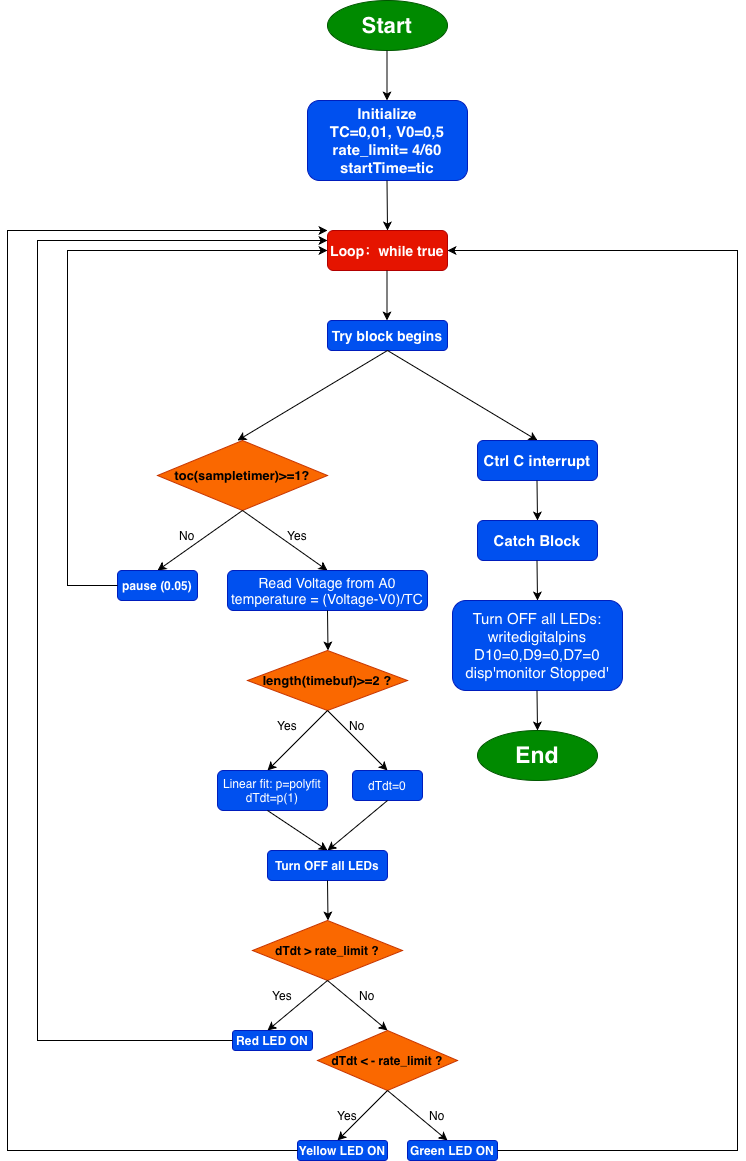 Start
Initialize
TC=0,01, V0=0,5
rate_limit= 4/60
startTime=tic
Loop：while true
Try block begins
toc(sampletimer)>=1?
Ctrl C interrupt
No
Yes
Catch Block
pause (0.05)
Read Voltage from A0
temperature = (Voltage-V0)/TC
Turn OFF all LEDs:
writedigitalpins
D10=0,D9=0,D7=0
disp'monitor Stopped'
length(timebuf)>=2 ?
Yes
No
End
Linear fit: p=polyfit
dTdt=p(1)
dTdt=0
Turn OFF all LEDs
dTdt > rate_limit ?
Yes
No
Red LED ON
dTdt < - rate_limit ?
Yes
No
Yellow LED ON
Green LED ON